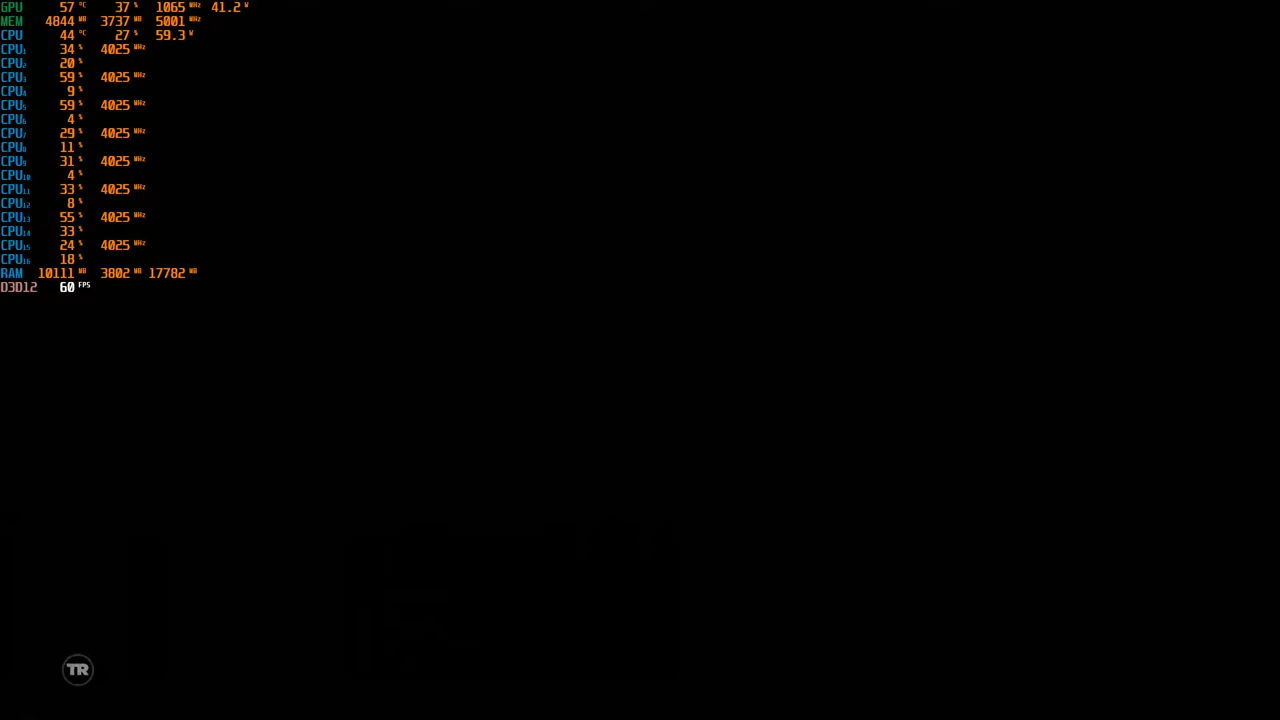 GPU 57 °C 37 % 1065 MHz 41.2 W
MEM 4844 MB 3737 MB 5001 MHz
CPU 44 °C 27 % 59.3 W
CPU1 34 % 4025 MHz
CPU2 20 %
CPU3 59 % 4025 MHz
CPU4 9 %
CPU5 59 % 4025 MHz
CPU6 4 %
CPU7 29 % 4025 MHz
CPU8 11 %
CPU9 31 % 4025 MHz
CPU10 4 %
CPU11 33 % 4025 MHz
CPU12 8 %
CPU13 55 % 4025 MHz
CPU14 33 %
CPU15 24 % 4025 MHz
CPU16 18 %
RAM 10111 MB 3802 MB 17782 MB
D3D12 60 FPS
TR